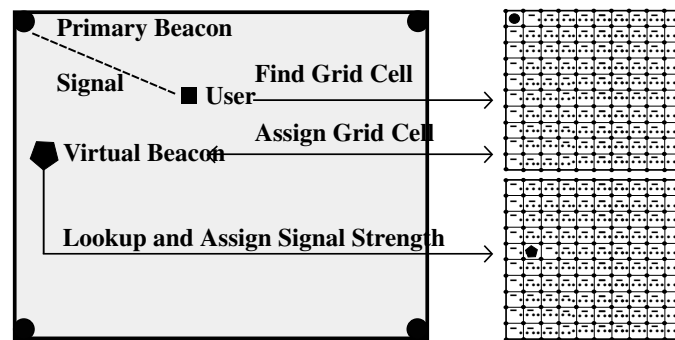 Primary Beacon
Signal
User
Find Grid Cell
Virtual Beacon
Assign Grid Cell
Lookup and Assign Signal Strength